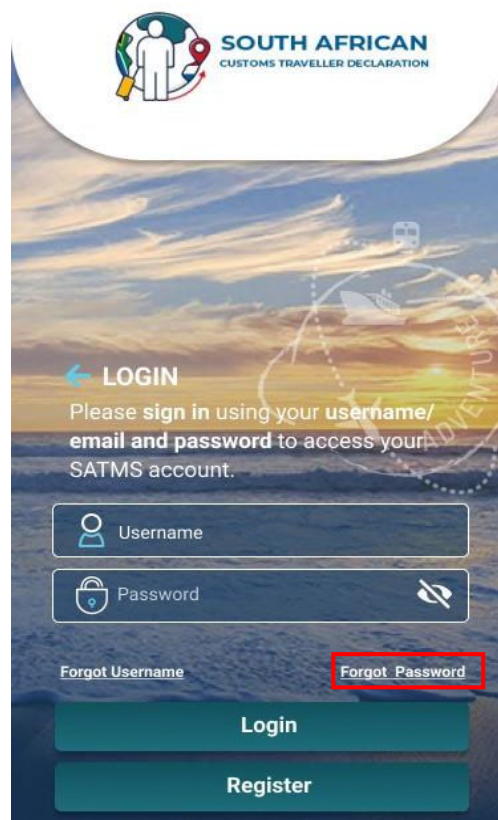 SOUTH AFRICAN
CUSTOMS TRAVELLER DECLARATION
ADVENTURE
LOGIN
Please sign in using your username/
email and password to access your
SATMS account.
Username
Password
Forgot Username
Forgot Password
Login
Register